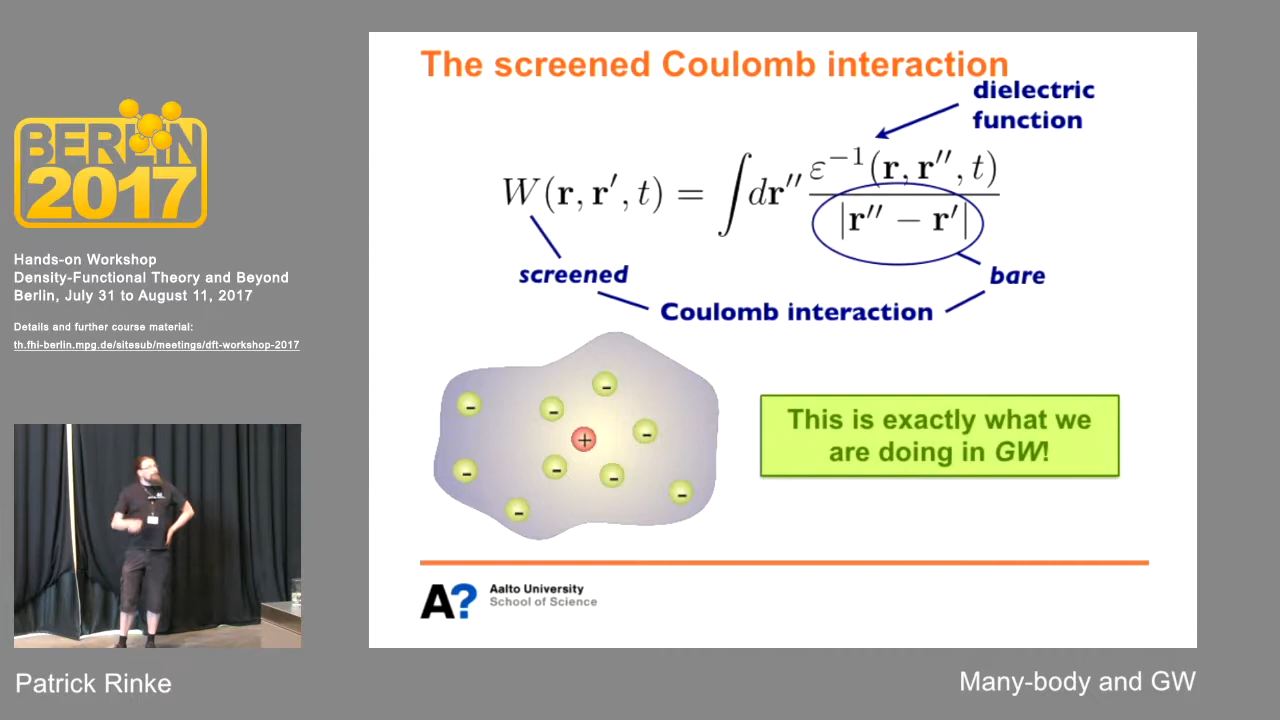 BERLIN
2017
Hands-on Workshop
Density-Functional Theory and Beyond
Berlin, July 31 to August 11, 2017
Details and further course material:
th.fhi-berlin.mpg.de/sitesub/meetings/dft-workshop-2017
Patrick Rinke
The screened Coulomb interaction
dielectric
function
W(r, r′, t) = ∫dr″ ε⁻¹(r, r″, t)
|r″ − r′|
screened
bare
Coulomb interaction
-
- -
+ -
- - -
- -
This is exactly what we
are doing in GW!
A?
Aalto University
School of Science
Many-body and GW